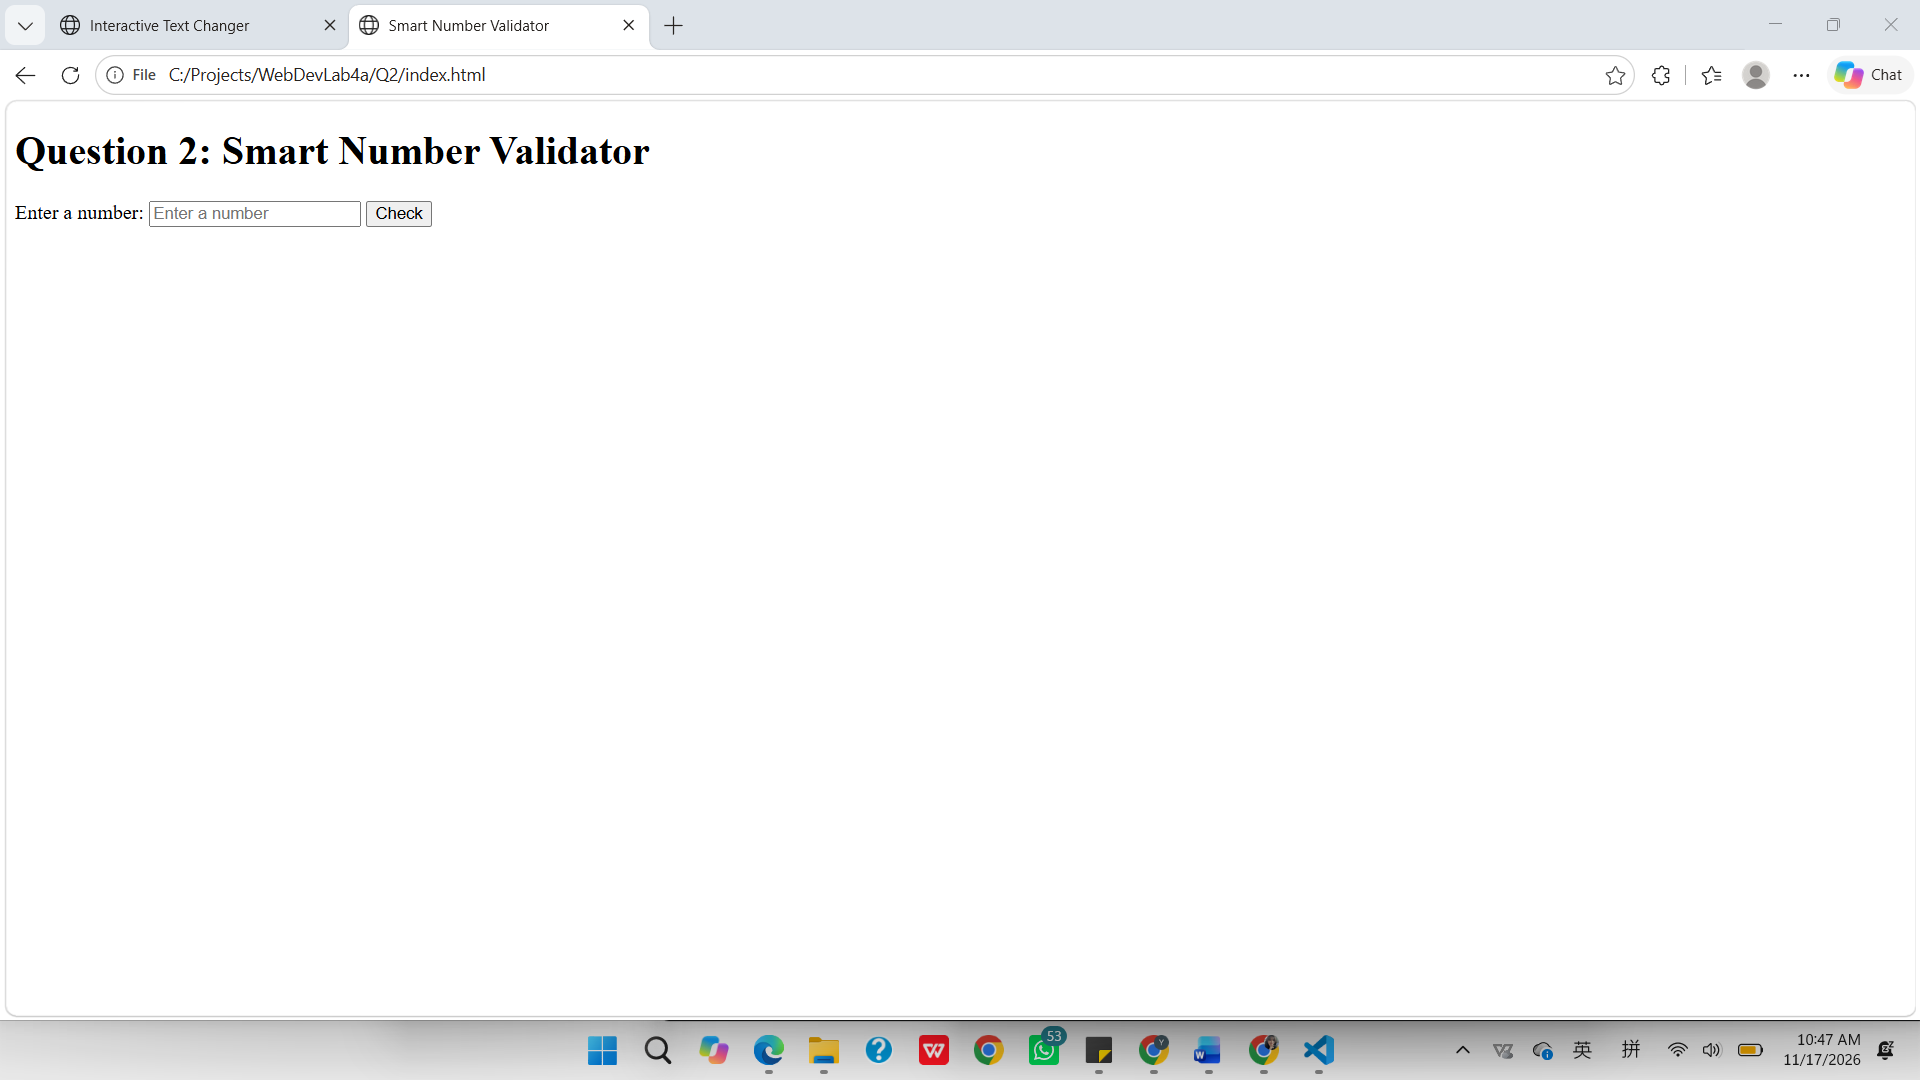 Interactive Text Changer
Smart Number Validator
File C:/Projects/WebDevLab4a/Q2/index.html
Chat
Question 2: Smart Number Validator
Enter a number: Enter a number Check
53
Y
W
英 拼
10:47 AM
11/17/2026